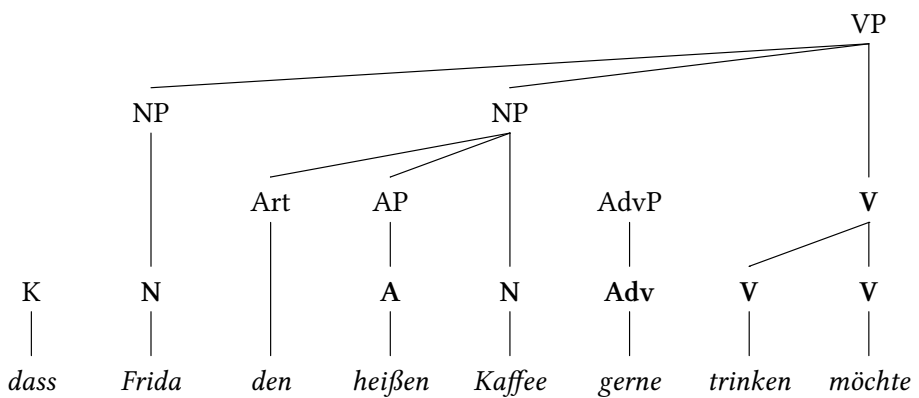 VP
NP NP
Art AP AdvP V
K N A N Adv V V
dass Frida den heißen Kaffee gerne trinken möchte